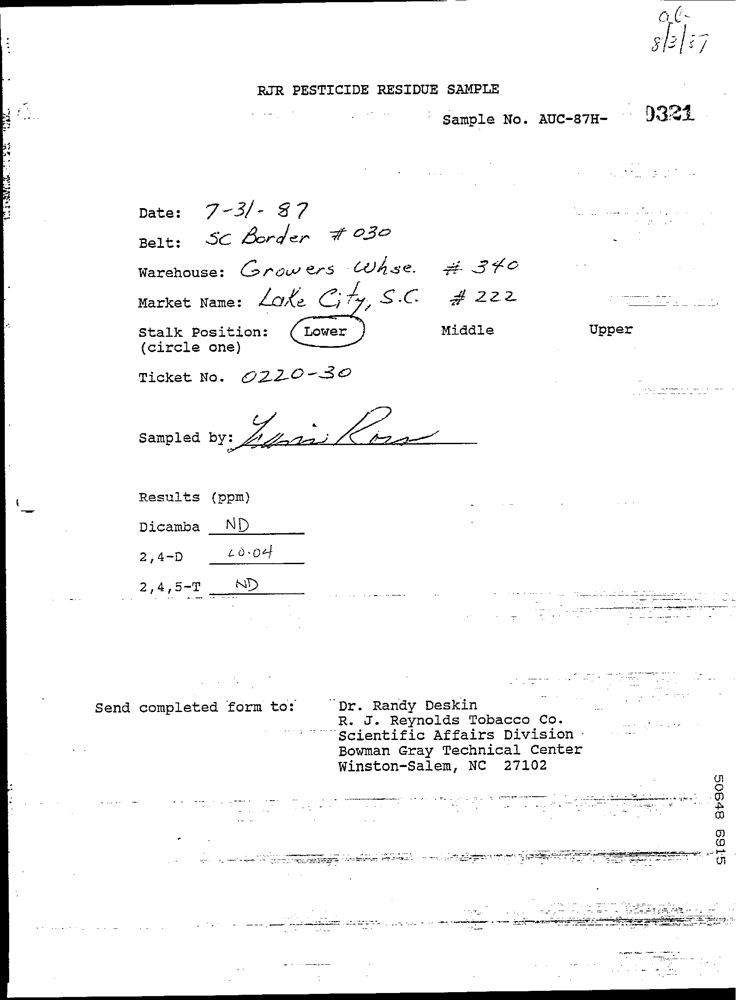 8/3/87
RJR PESTICIDE RESIDUE SAMPLE
Sample No. AUC-87H- 0321
Date: 7-31-87
Belt: SC Border # 030
Warehouse: Growers Whse. # 340
Market Name: Lake City, S.C. # 222
Stalk Position: Lower Middle Upper
(circle one)
Ticket No. 0220-30
Sampled by: Ross
Results (ppm)
Dicamba ND
2,4-D <0.04
2,4,5-T ND
Send completed form to: Dr. Randy Deskin
R. J. Reynolds Tobacco Co.
Scientific Affairs Division
Bowman Gray Technical Center
Winston-Salem, NC 27102
50648 6915